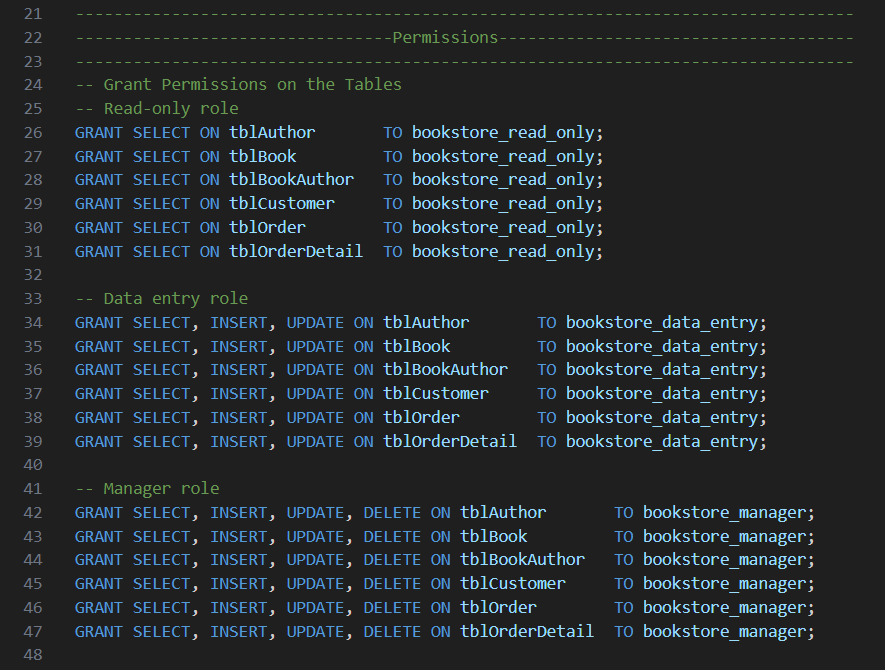 21 ---------------------------------------------------------------------------------
22 ---------------------------------Permissions-------------------------------------
23 ---------------------------------------------------------------------------------
24 -- Grant Permissions on the Tables
25 -- Read-only role
26 GRANT SELECT ON tblAuthor       TO bookstore_read_only;
27 GRANT SELECT ON tblBook         TO bookstore_read_only;
28 GRANT SELECT ON tblBookAuthor   TO bookstore_read_only;
29 GRANT SELECT ON tblCustomer     TO bookstore_read_only;
30 GRANT SELECT ON tblOrder        TO bookstore_read_only;
31 GRANT SELECT ON tblOrderDetail  TO bookstore_read_only;
32
33 -- Data entry role
34 GRANT SELECT, INSERT, UPDATE ON tblAuthor       TO bookstore_data_entry;
35 GRANT SELECT, INSERT, UPDATE ON tblBook         TO bookstore_data_entry;
36 GRANT SELECT, INSERT, UPDATE ON tblBookAuthor   TO bookstore_data_entry;
37 GRANT SELECT, INSERT, UPDATE ON tblCustomer     TO bookstore_data_entry;
38 GRANT SELECT, INSERT, UPDATE ON tblOrder        TO bookstore_data_entry;
39 GRANT SELECT, INSERT, UPDATE ON tblOrderDetail  TO bookstore_data_entry;
40
41 -- Manager role
42 GRANT SELECT, INSERT, UPDATE, DELETE ON tblAuthor       TO bookstore_manager;
43 GRANT SELECT, INSERT, UPDATE, DELETE ON tblBook         TO bookstore_manager;
44 GRANT SELECT, INSERT, UPDATE, DELETE ON tblBookAuthor   TO bookstore_manager;
45 GRANT SELECT, INSERT, UPDATE, DELETE ON tblCustomer     TO bookstore_manager;
46 GRANT SELECT, INSERT, UPDATE, DELETE ON tblOrder        TO bookstore_manager;
47 GRANT SELECT, INSERT, UPDATE, DELETE ON tblOrderDetail  TO bookstore_manager;
48